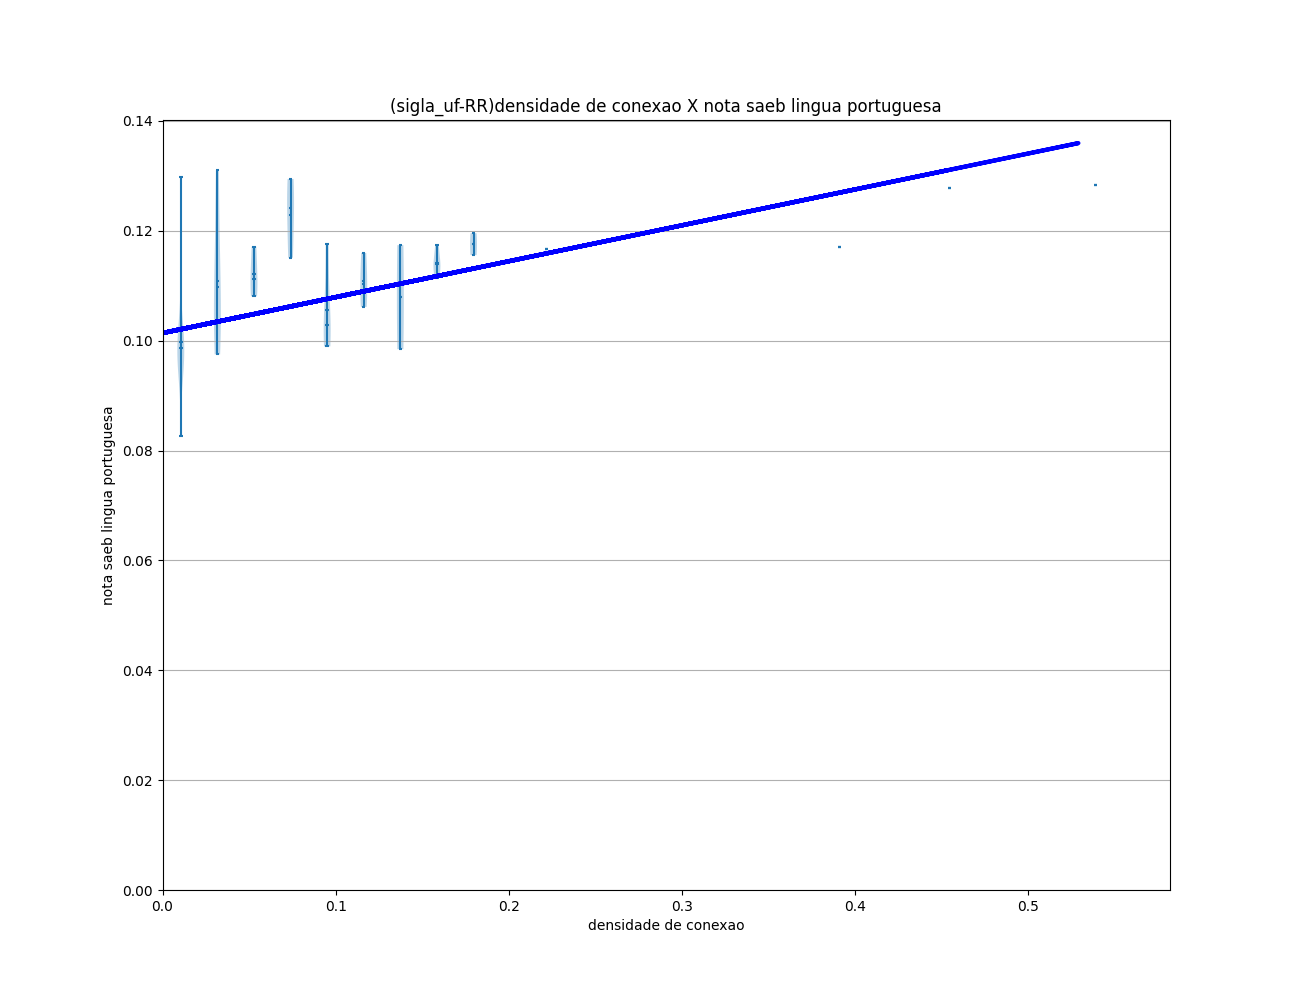 (sigla_uf-RR)densidade de conexao X nota saeb lingua portuguesa
0.14
0.12
0.10
0.08
0.06
0.04
0.02
0.00
nota saeb lingua portuguesa
0.0 0.1 0.2 0.3 0.4 0.5
densidade de conexao